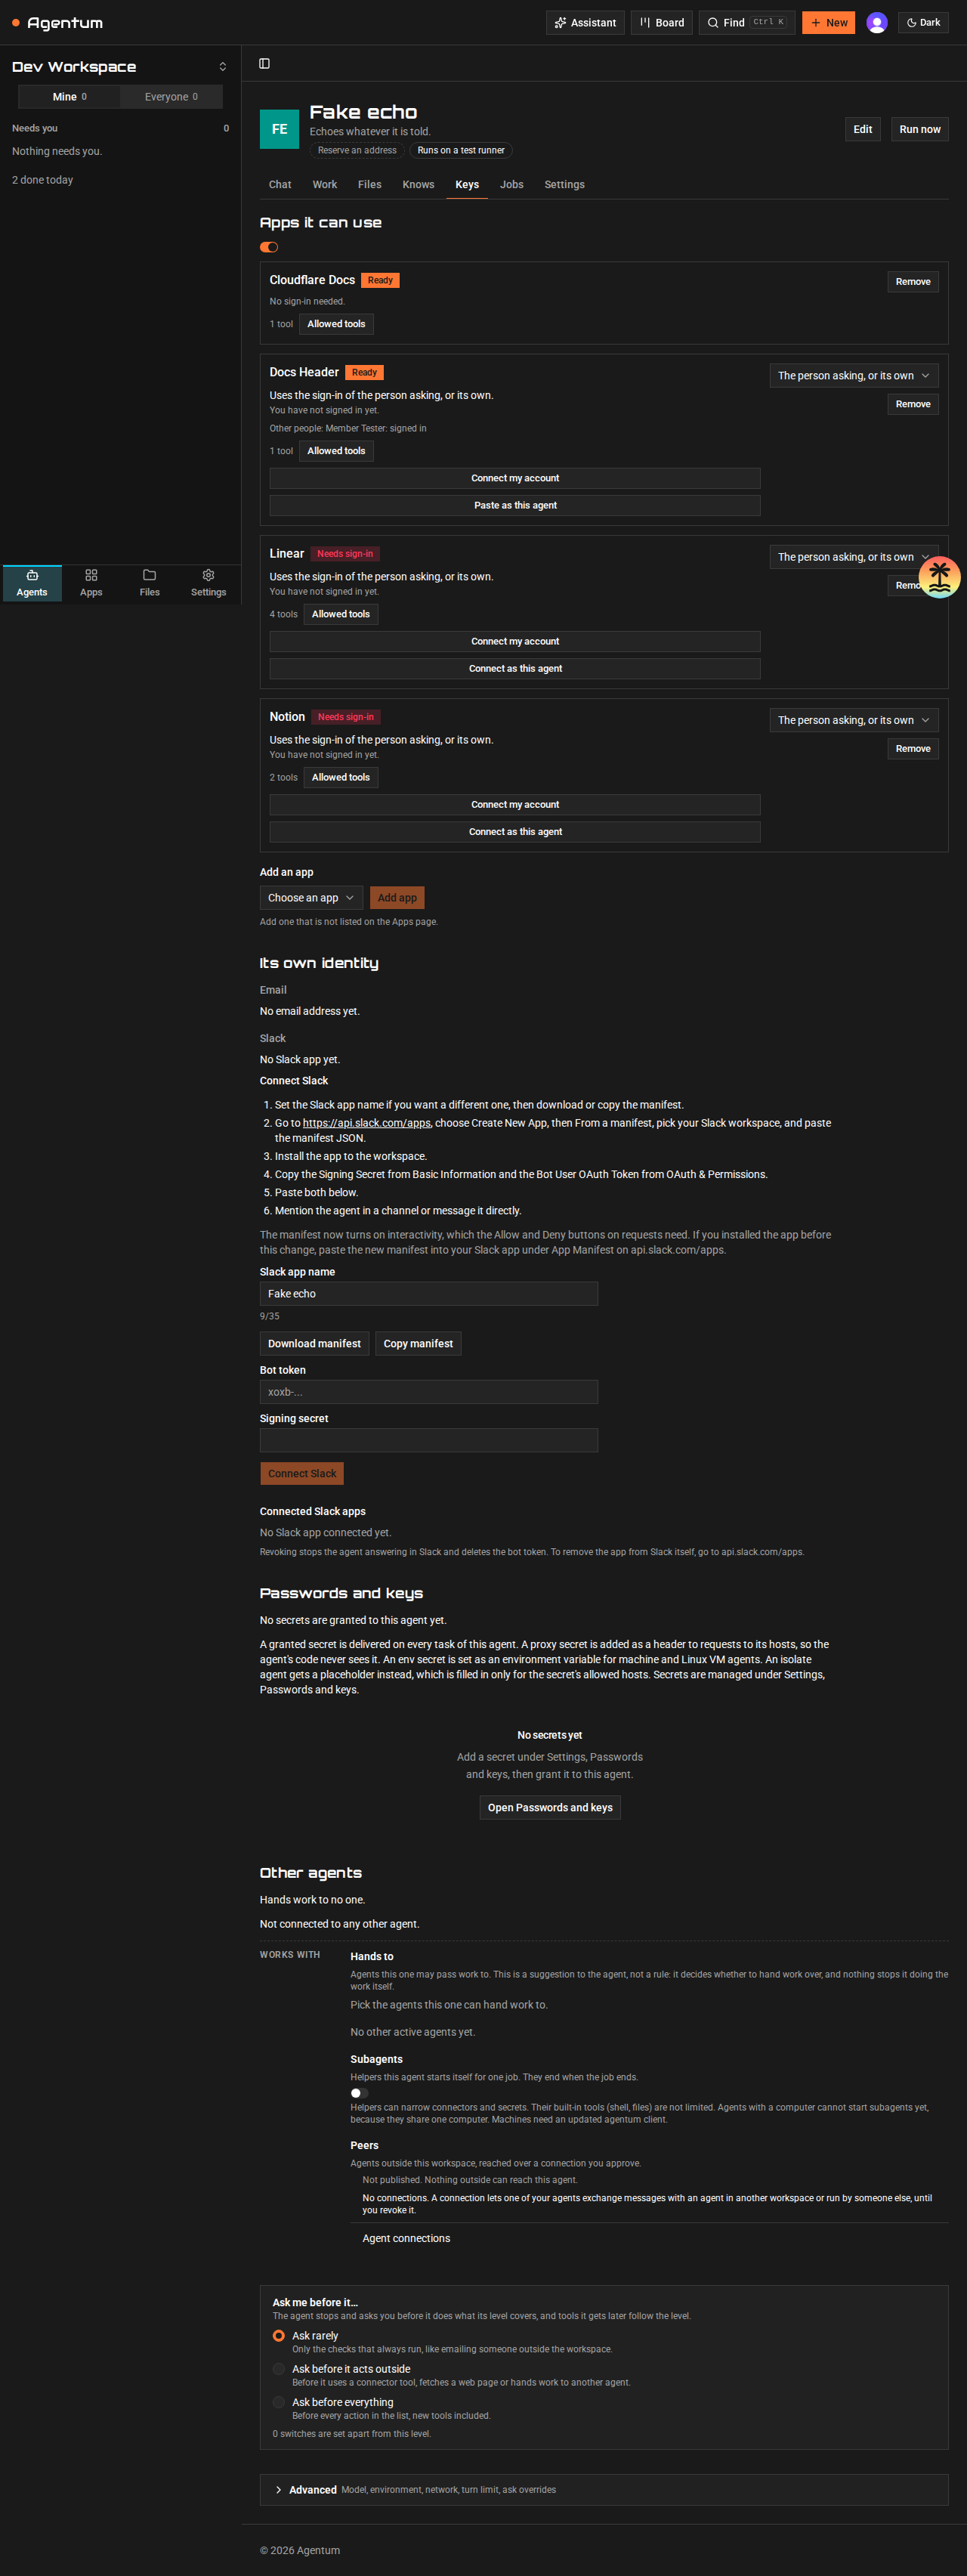 Agentum
Assistant
Board
Find Ctrl K
New
Dark
Dev Workspace
Mine 0
Everyone 0
Needs you 0
Nothing needs you.
2 done today
Agents
Apps
Files
Settings
FE
Fake echo
Echoes whatever it is told.
Reserve an address
Runs on a test runner
Edit
Run now
Chat
Work
Files
Knows
Keys
Jobs
Settings
Apps it can use
Cloudflare Docs Ready
Remove
No sign-in needed.
1 tool Allowed tools
Docs Header Ready
The person asking, or its own
Uses the sign-in of the person asking, or its own.
Remove
You have not signed in yet.
Other people: Member Tester: signed in
1 tool Allowed tools
Connect my account
Paste as this agent
Linear Needs sign-in
The person asking, or its own
Uses the sign-in of the person asking, or its own.
Remo
You have not signed in yet.
4 tools Allowed tools
Connect my account
Connect as this agent
Notion Needs sign-in
The person asking, or its own
Uses the sign-in of the person asking, or its own.
Remove
You have not signed in yet.
2 tools Allowed tools
Connect my account
Connect as this agent
Add an app
Choose an app
Add app
Add one that is not listed on the Apps page.
Its own identity
Email
No email address yet.
Slack
No Slack app yet.
Connect Slack
1. Set the Slack app name if you want a different one, then download or copy the manifest.
2. Go to https://api.slack.com/apps, choose Create New App, then From a manifest, pick your Slack workspace, and paste
the manifest JSON.
3. Install the app to the workspace.
4. Copy the Signing Secret from Basic Information and the Bot User OAuth Token from OAuth & Permissions.
5. Paste both below.
6. Mention the agent in a channel or message it directly.
The manifest now turns on interactivity, which the Allow and Deny buttons on requests need. If you installed the app before
this change, paste the new manifest into your Slack app under App Manifest on api.slack.com/apps.
Slack app name
Fake echo
9/35
Download manifest
Copy manifest
Bot token
xoxb-...
Signing secret
Connect Slack
Connected Slack apps
No Slack app connected yet.
Revoking stops the agent answering in Slack and deletes the bot token. To remove the app from Slack itself, go to api.slack.com/apps.
Passwords and keys
No secrets are granted to this agent yet.
A granted secret is delivered on every task of this agent. A proxy secret is added as a header to requests to its hosts, so the
agent's code never sees it. An env secret is set as an environment variable for machine and Linux VM agents. An isolate
agent gets a placeholder instead, which is filled in only for the secret's allowed hosts. Secrets are managed under Settings,
Passwords and keys.
No secrets yet
Add a secret under Settings, Passwords
and keys, then grant it to this agent.
Open Passwords and keys
Other agents
Hands work to no one.
Not connected to any other agent.
WORKS WITH
Hands to
Agents this one may pass work to. This is a suggestion to the agent, not a rule: it decides whether to hand work over, and nothing stops it doing the
work itself.
Pick the agents this one can hand work to.
No other active agents yet.
Subagents
Helpers this agent starts itself for one job. They end when the job ends.
Helpers can narrow connectors and secrets. Their built-in tools (shell, files) are not limited. Agents with a computer cannot start subagents yet,
because they share one computer. Machines need an updated agentum client.
Peers
Agents outside this workspace, reached over a connection you approve.
Not published. Nothing outside can reach this agent.
No connections. A connection lets one of your agents exchange messages with an agent in another workspace or run by someone else, until
you revoke it.
Agent connections
Ask me before it...
The agent stops and asks you before it does what its level covers, and tools it gets later follow the level.
Ask rarely
Only the checks that always run, like emailing someone outside the workspace.
Ask before it acts outside
Before it uses a connector tool, fetches a web page or hands work to another agent.
Ask before everything
Before every action in the list, new tools included.
0 switches are set apart from this level.
Advanced Model, environment, network, turn limit, ask overrides
© 2026 Agentum